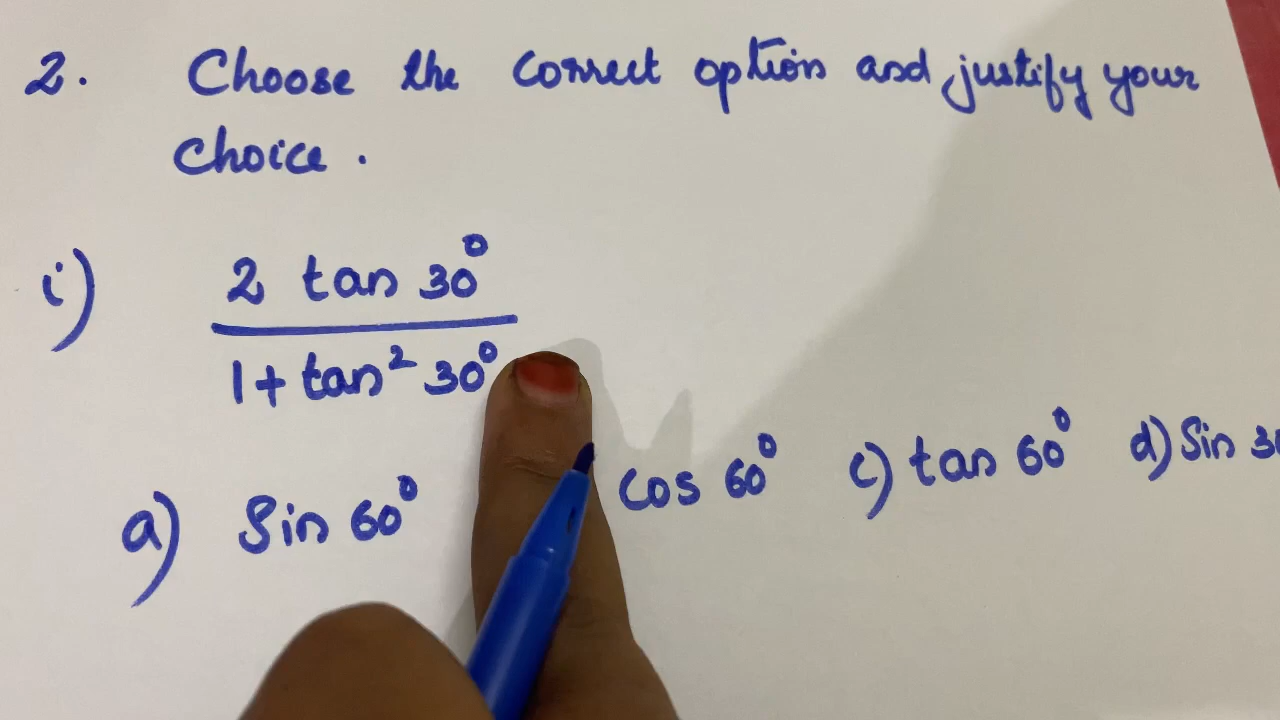 2. Choose the correct option and justify your
choice.
i) 2 tan 30°
1 + tan² 30°
a) Sin 60° cos 60° c) tan 60° d) Sin